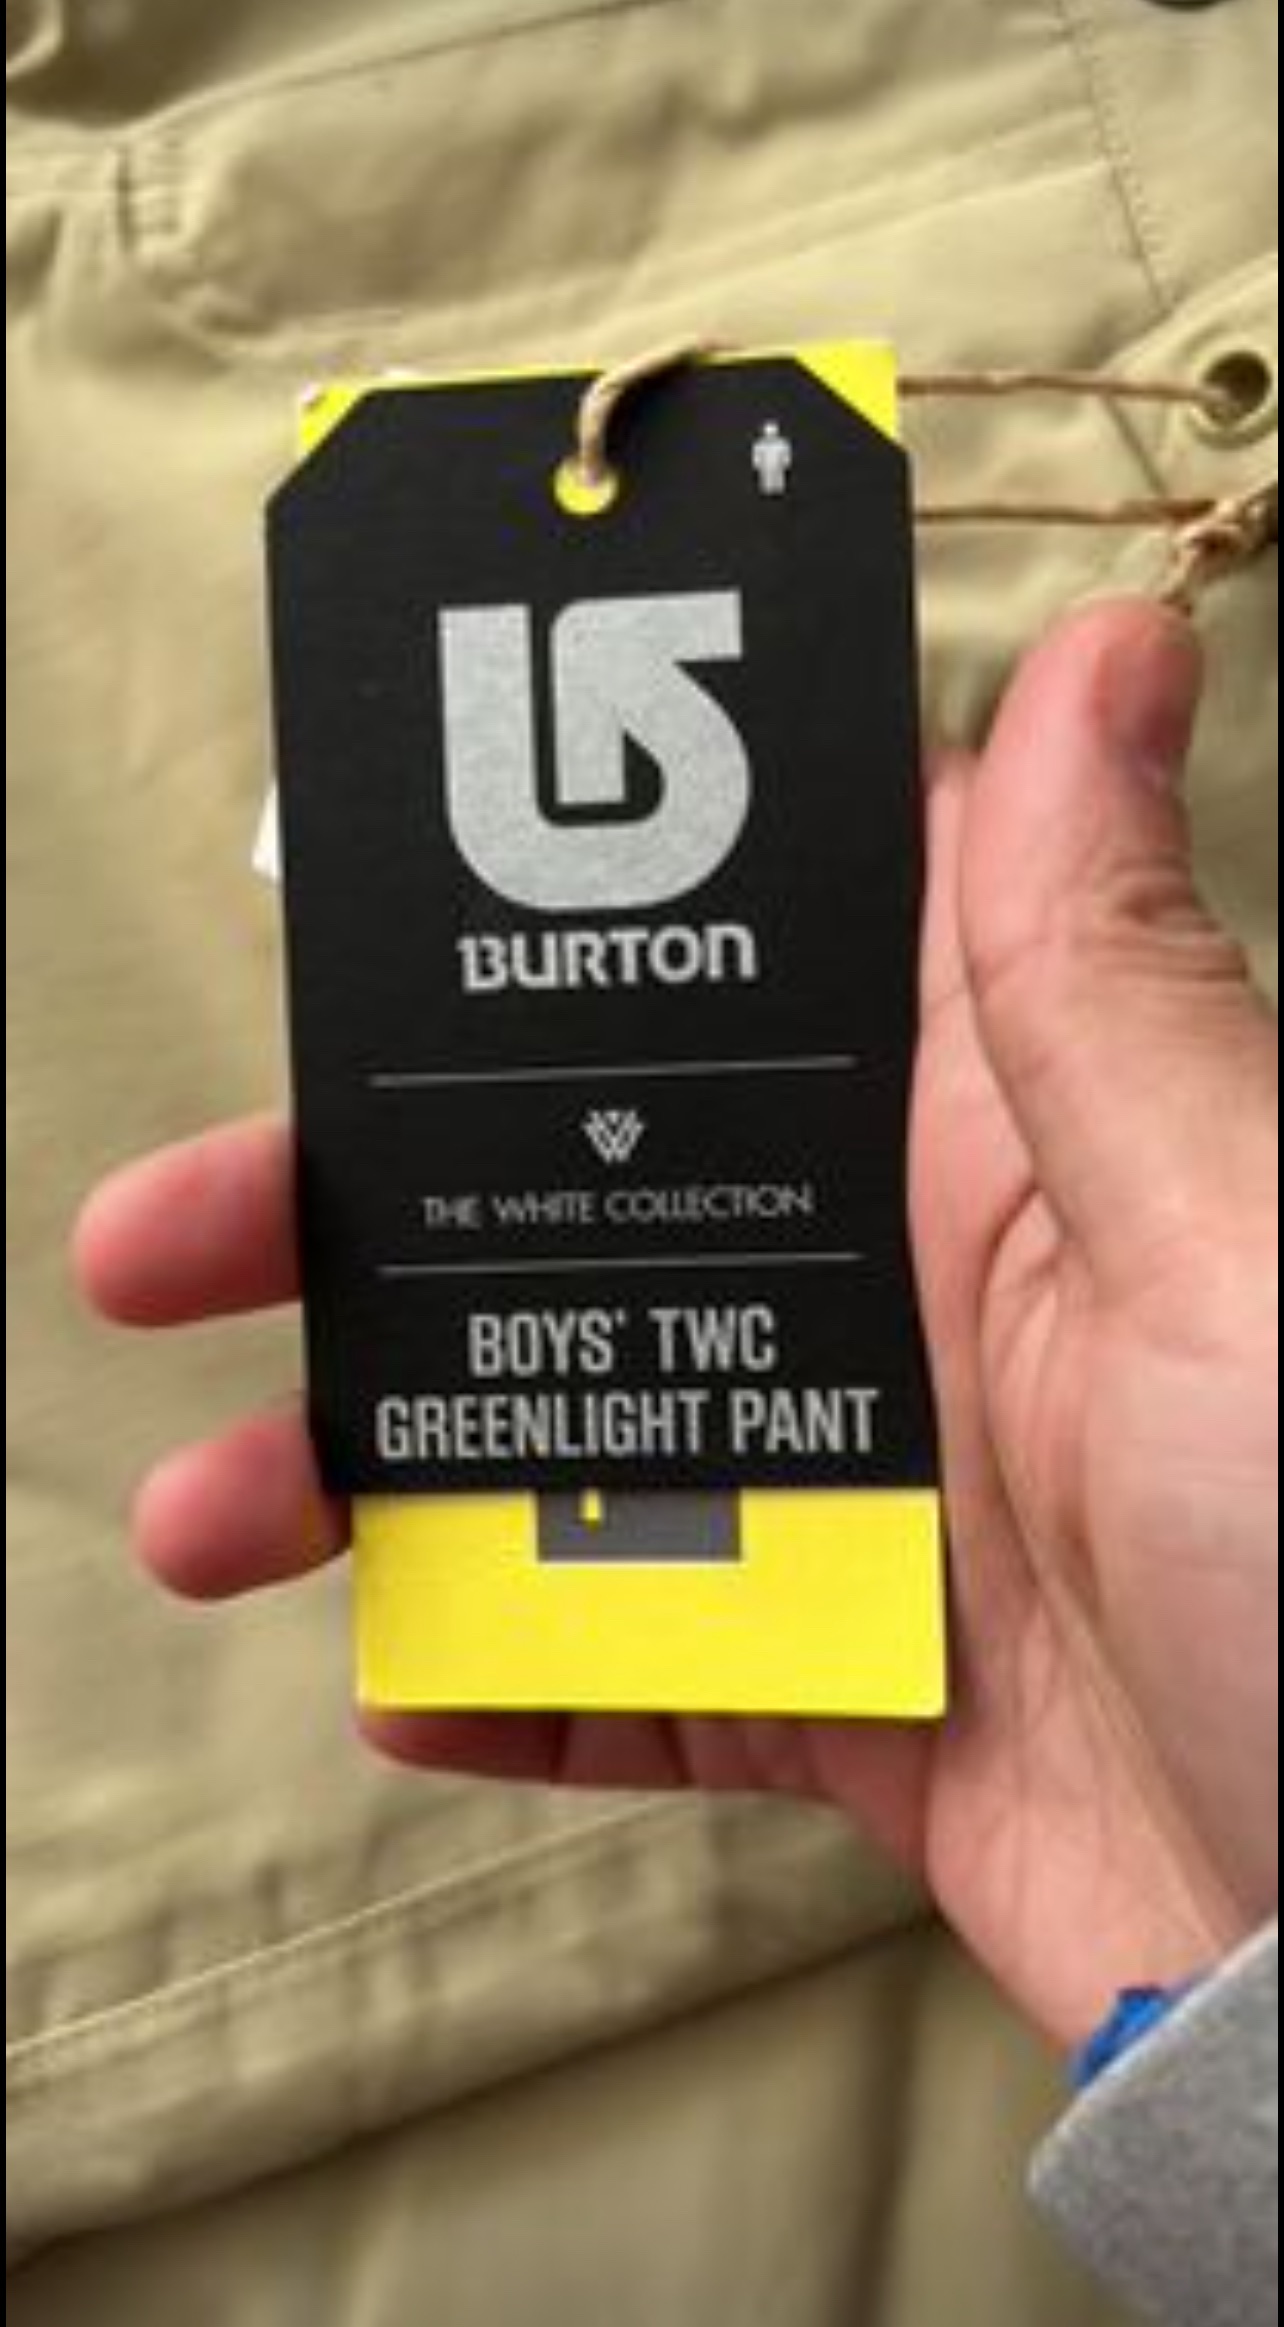 BURTON
THE WHITE COLLECTION
BOYS' TWC
GREENLIGHT PANT